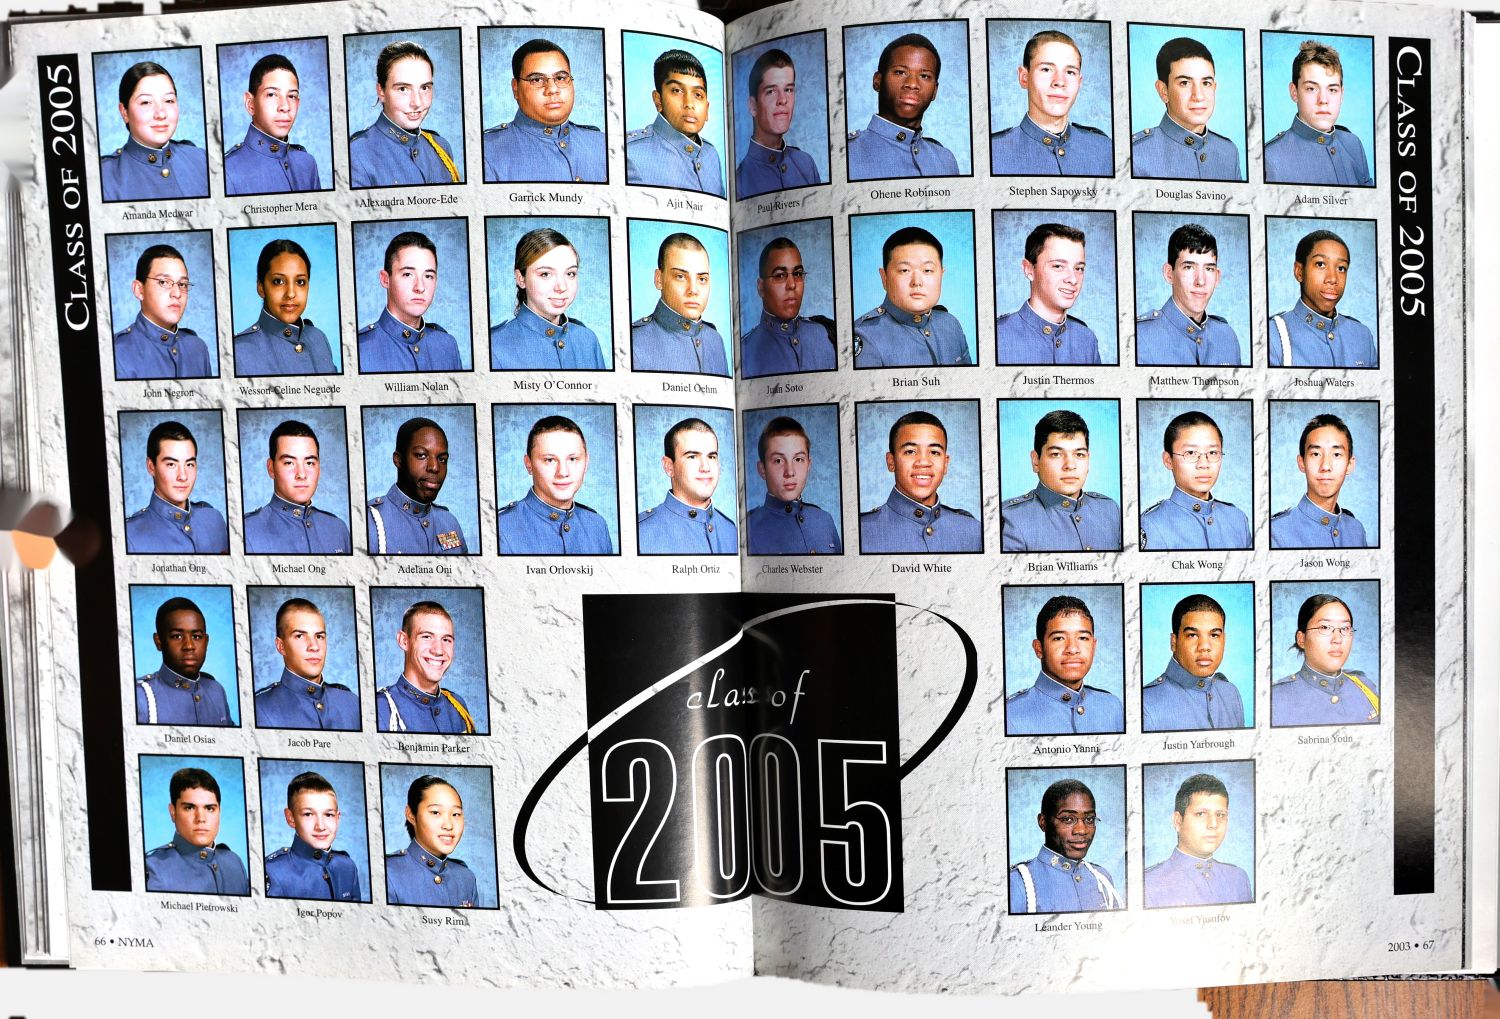 CLASS OF 2005
Amanda Medwar
Christopher Mera
Alexandra Moore-Ede
Garrick Mundy
Ajit Nair
John Negron
Wesson-Celine Neguede
William Nolan
Misty O'Connor
Daniel Oehm
Jonathan Ong
Michael Ong
Adelana Oni
Ivan Orlovskij
Ralph Ortiz
Daniel Osias
Jacob Pare
Benjamin Parker
Michael Pietrowski
Igor Popov
Susy Rim
66 • NYMA
class of
2005
Paul Rivers
Ohene Robinson
Stephen Sapowsky
Douglas Savino
Adam Silver
Juan Soto
Brian Suh
Justin Thermos
Matthew Thompson
Joshua Waters
Charles Webster
David White
Brian Williams
Chak Wong
Jason Wong
Antonio Yanni
Justin Yarbrough
Sabrina Youn
Leander Young
Yusufov
CLASS OF 2005
2003 • 67